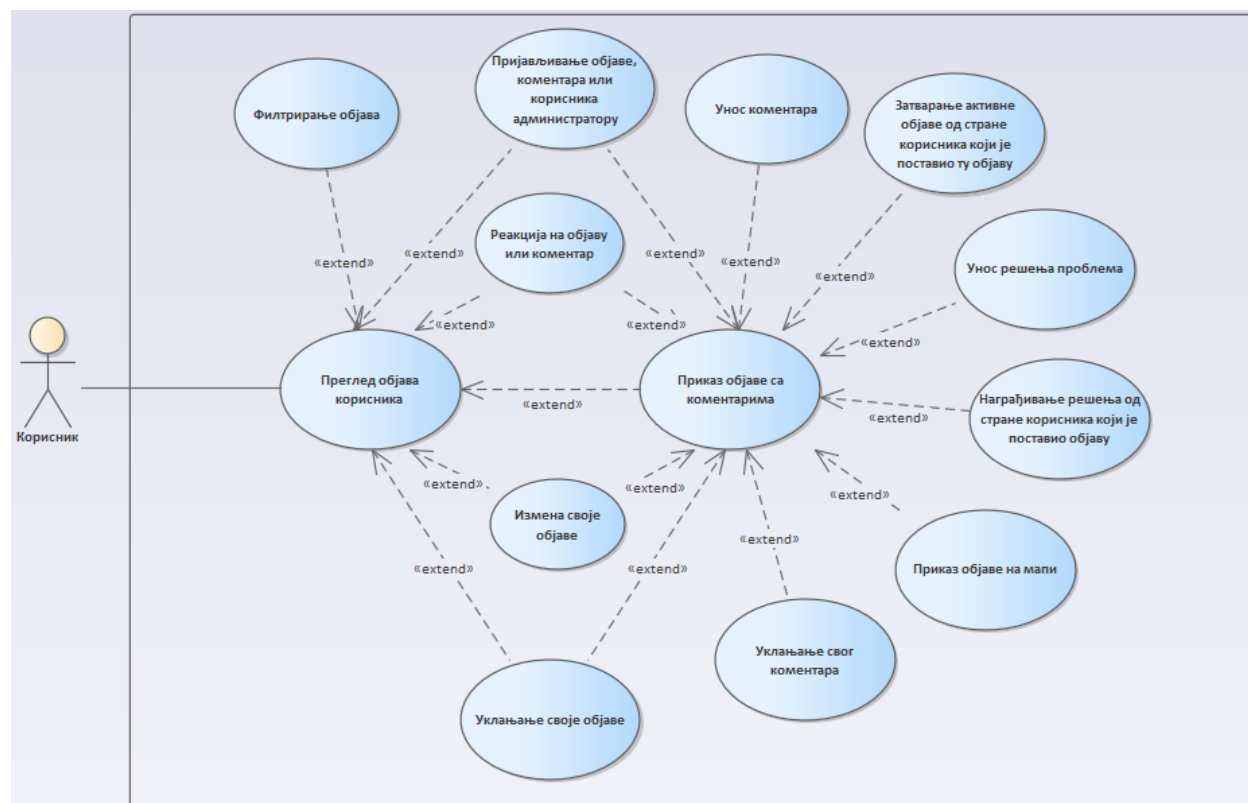 Филтрирање објава
Пријављивање објаве,
коментара или
корисника
администратору
Унос коментара
Затварање активне
објаве од стране
корисника који је
поставио ту објаву
Реакција на објаву
или коментар
Унос решења проблема
«extend»
«extend»
«extend»
«extend»
«extend»
«extend»
«extend»
«extend»
Корисник
Преглед објава
корисника
«extend»
Приказ објаве са
коментарима
«extend»
Награђивање решења од
стране корисника који је
поставио објаву
«extend»
«extend»
«extend»
Измена своје
објаве
«extend»
«extend»
«extend»
«extend»
Приказ објаве на мапи
Уклањање свог
коментара
Уклањање своје објаве